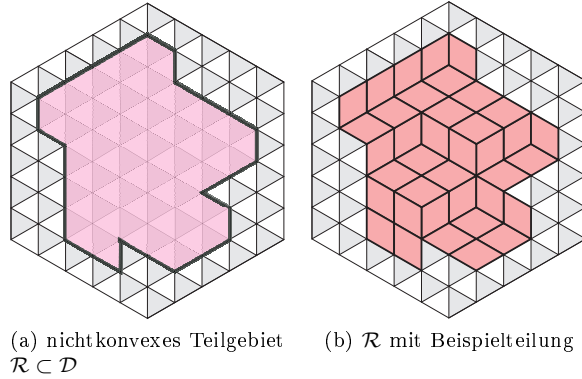 (a) nichtkonvexes Teilgebiet
ℛ ⊂ 𝒟
(b) ℛ mit Beispielteilung